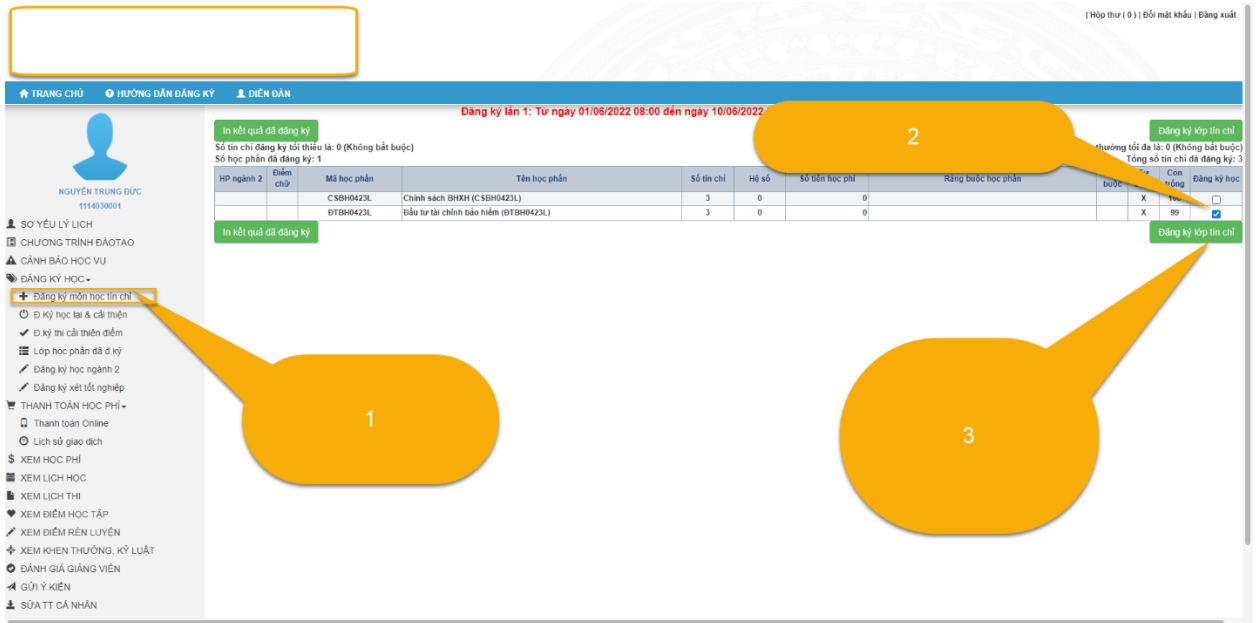 | Hộp thư ( 0 ) | Đổi mật khẩu | Đăng xuất
TRANG CHỦ HƯỚNG DẪN ĐĂNG KÝ DIỄN ĐÀN
Đăng ký lần 1: Từ ngày 01/06/2022 08:00 đến ngày 10/06/2022
2
In kết quả đã đăng ký
Đăng ký lớp tín chỉ
Số tín chỉ đăng ký tối thiểu là: 0 (Không bắt buộc)
thường tối đa là: 0 (Không bắt buộc)
Số học phần đã đăng ký: 1
Tổng số tín chỉ đã đăng ký: 3
HP ngành 2 Điểm chữ Mã học phần Tên học phần Số tín chỉ Hệ số Số tiền học phí Ràng buộc học phần buộc Còn trống Đăng ký học
CSBH0423L Chính sách BHXH (CSBH0423L) 3 0 0 X
ĐTBH0423L Đầu tư tài chính bảo hiểm (ĐTBH0423L) 3 0 0 X 99
In kết quả đã đăng ký
Đăng ký lớp tín chỉ
NGUYỄN TRUNG ĐỨC
1114030001
SƠ YẾU LÝ LỊCH
CHƯƠNG TRÌNH ĐÀOTẠO
CẢNH BÁO HỌC VỤ
ĐĂNG KÝ HỌC
Đăng ký môn học tín chỉ
Đ.Ký học lại & cải thiện
Đ.ký thi cải thiên điểm
Lớp học phần đã đ.ký
Đăng ký học ngành 2
Đăng ký xét tốt nghiệp
THANH TOÁN HỌC PHÍ
Thanh toán Online
Lịch sử giao dịch
XEM HỌC PHÍ
XEM LỊCH HỌC
XEM LỊCH THI
XEM ĐIỂM HỌC TẬP
XEM ĐIỂM RÈN LUYỆN
XEM KHEN THƯỞNG, KỶ LUẬT
ĐÁNH GIÁ GIẢNG VIÊN
GỬI Ý KIẾN
SỬA TT CÁ NHÂN
1
3